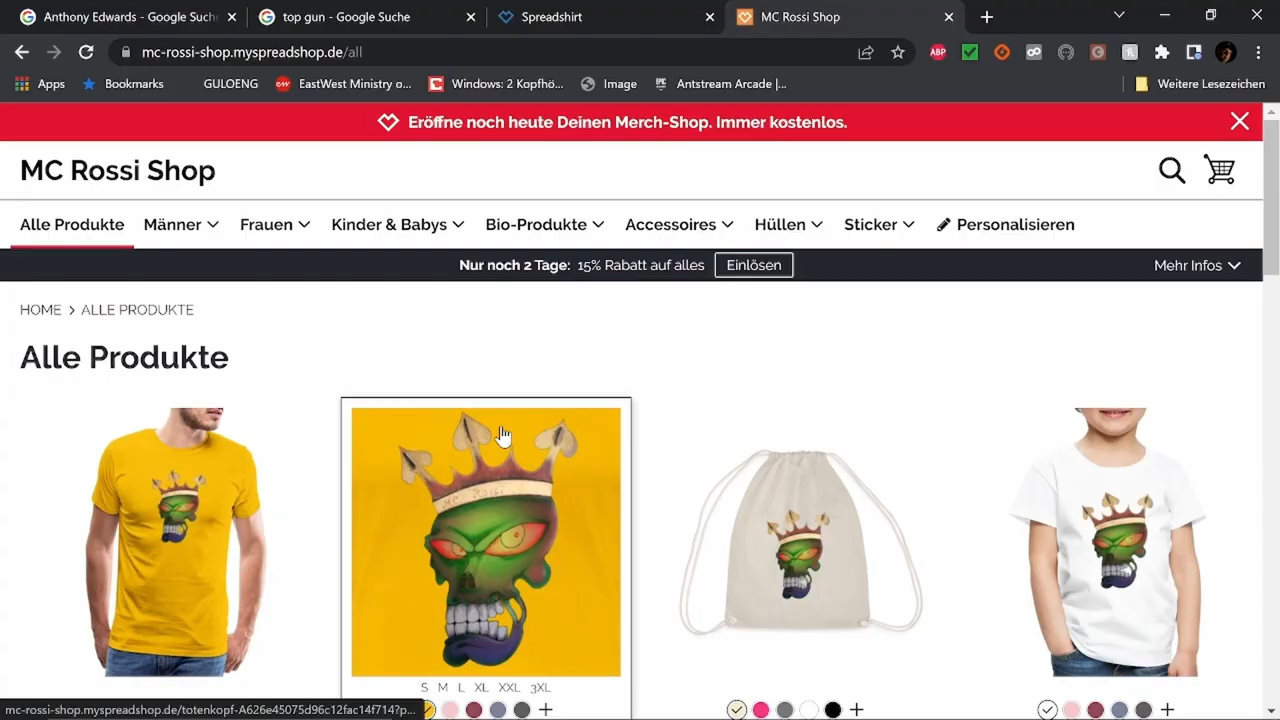 Anthony Edwards - Google Suche
top gun - Google Suche
Spreadshirt
MC Rossi Shop
mc-rossi-shop.myspreadshop.de/all
ABP
Apps
Bookmarks
GULOENG
EastWest Ministry o...
Windows: 2 Kopfhö...
Image
Antstream Arcade |...
Weitere Lesezeichen
Eröffne noch heute Deinen Merch-Shop. Immer kostenlos.
MC Rossi Shop
Alle Produkte Männer Frauen Kinder & Babys Bio-Produkte Accessoires Hüllen Sticker Personalisieren
Nur noch 2 Tage: 15% Rabatt auf alles Einlösen Mehr Infos
HOME > ALLE PRODUKTE
Alle Produkte
S M L XL XXL 3XL
mc-rossi-shop.myspreadshop.de/totenkopf-A626e45075d96c12fac14f714?p...